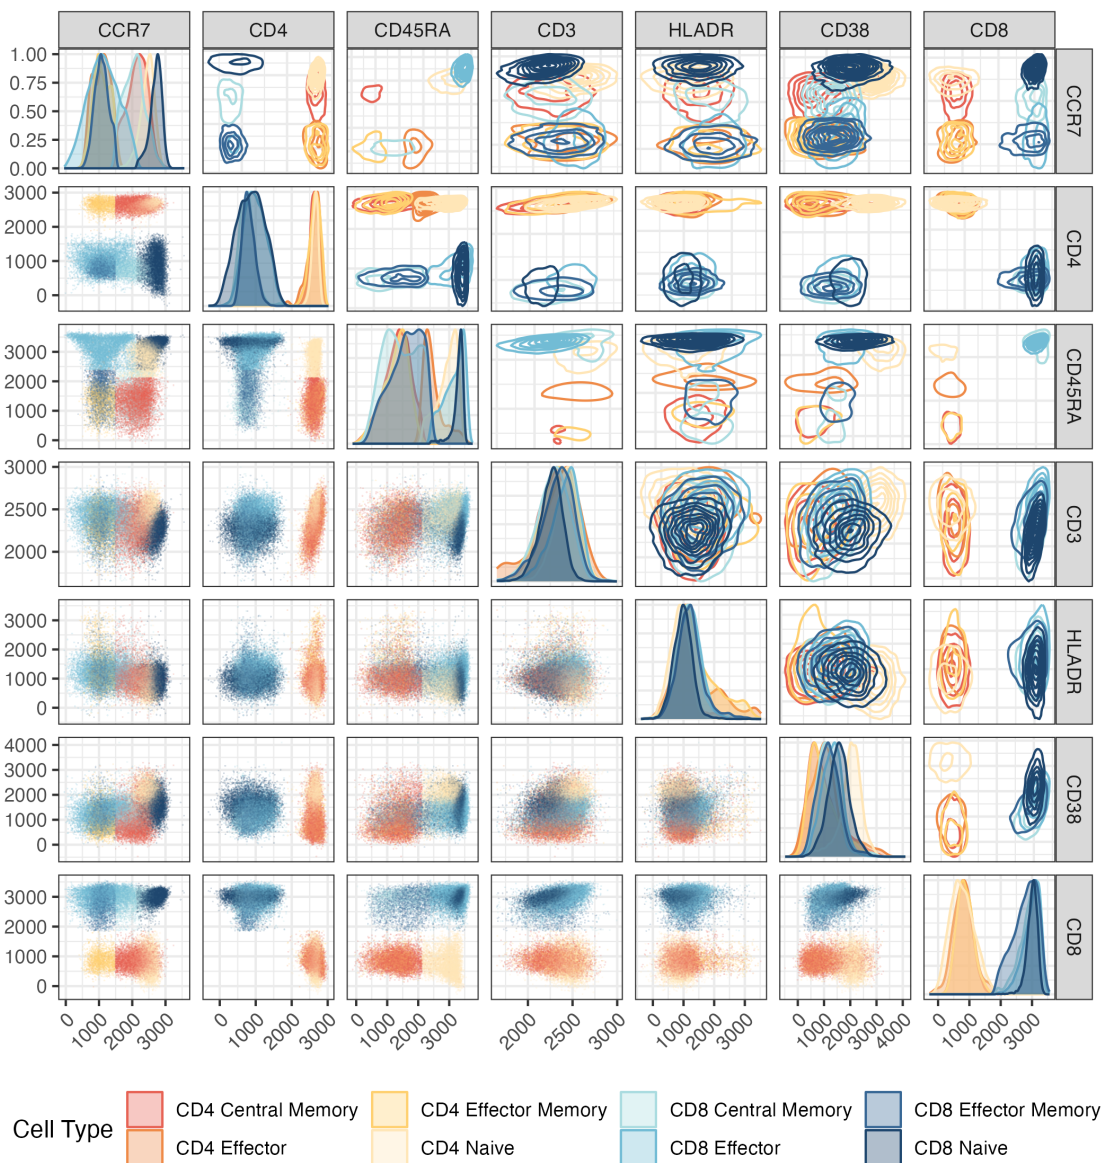 CCR7 CD4 CD45RA CD3 HLADR CD38 CD8
1.00
0.75
0.50
0.25
0.00
CCR7
3000
2000
1000
0
CD4
3000
2000
1000
0
CD45RA
3000
2500
2000
CD3
3000
2000
1000
0
HLADR
4000
3000
2000
1000
0
CD38
3000
2000
1000
0
CD8
0 1000 2000 3000 0 1000 2000 3000 0 1000 2000 3000 2000 2500 3000 0 1000 2000 3000 0 1000 2000 3000 4000 0 1000 2000 3000
Cell Type
CD4 Central Memory CD4 Effector Memory CD8 Central Memory CD8 Effector Memory
CD4 Effector CD4 Naive CD8 Effector CD8 Naive